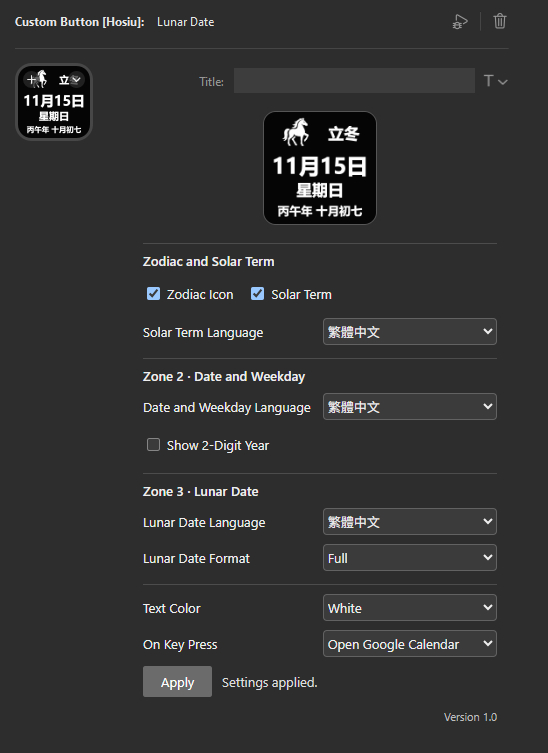 Custom Button [Hosiu]: Lunar Date
立
11月15日
星期日
丙午年 十月初七
Title:
T
立冬
11月15日
星期日
丙午年 十月初七
Zodiac and Solar Term
Zodiac Icon Solar Term
Solar Term Language 繁體中文
Zone 2 · Date and Weekday
Date and Weekday Language 繁體中文
Show 2-Digit Year
Zone 3 · Lunar Date
Lunar Date Language 繁體中文
Lunar Date Format Full
Text Color White
On Key Press Open Google Calendar
Apply Settings applied.
Version 1.0